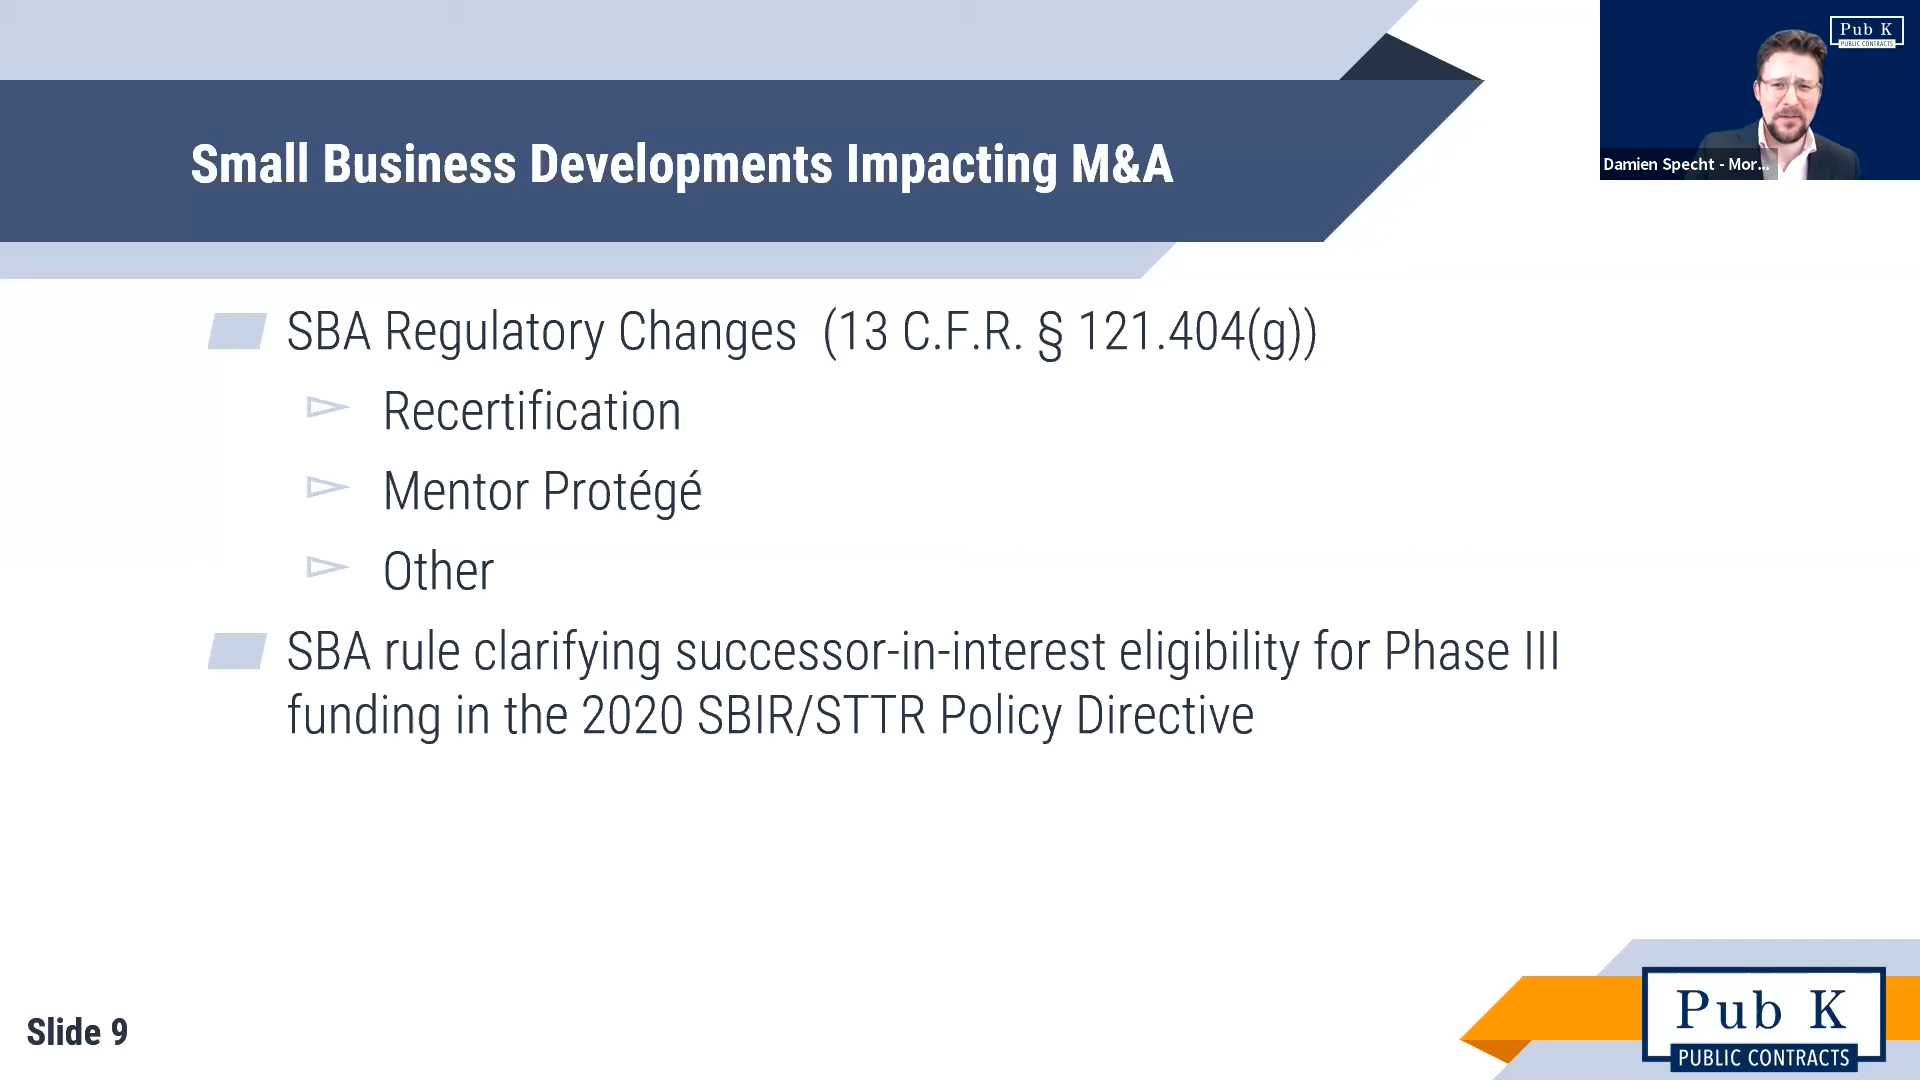 Pub K
PUBLIC CONTRACTS
Damien Specht - Mor...
Small Business Developments Impacting M&A
SBA Regulatory Changes (13 C.F.R. § 121.404(g))
Recertification
Mentor Protégé
Other
SBA rule clarifying successor-in-interest eligibility for Phase III
funding in the 2020 SBIR/STTR Policy Directive
Slide 9
Pub K
PUBLIC CONTRACTS